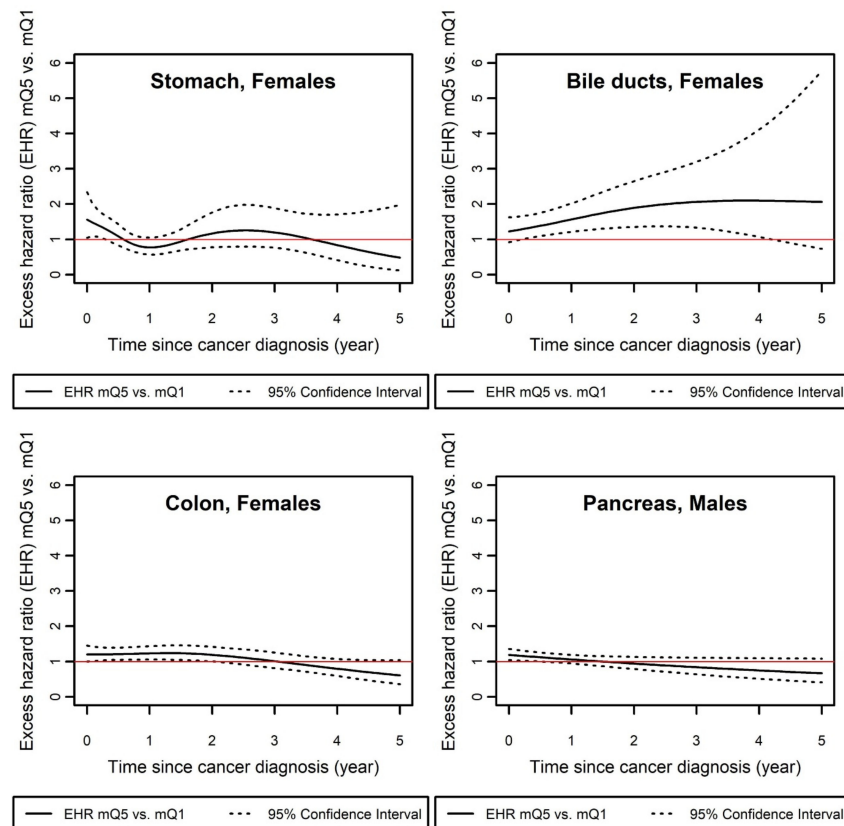 Stomach, Females
Excess hazard ratio (EHR) mQ5 vs. mQ1
6
5
4
3
2
1
0
0 1 2 3 4 5
Time since cancer diagnosis (year)
EHR mQ5 vs. mQ1 95% Confidence Interval
Bile ducts, Females
Excess hazard ratio (EHR) mQ5 vs. mQ1
6
5
4
3
2
1
0
0 1 2 3 4 5
Time since cancer diagnosis (year)
EHR mQ5 vs. mQ1 95% Confidence Interval
Colon, Females
Excess hazard ratio (EHR) mQ5 vs. mQ1
6
5
4
3
2
1
0
0 1 2 3 4 5
Time since cancer diagnosis (year)
EHR mQ5 vs. mQ1 95% Confidence Interval
Pancreas, Males
Excess hazard ratio (EHR) mQ5 vs. mQ1
6
5
4
3
2
1
0
0 1 2 3 4 5
Time since cancer diagnosis (year)
EHR mQ5 vs. mQ1 95% Confidence Interval